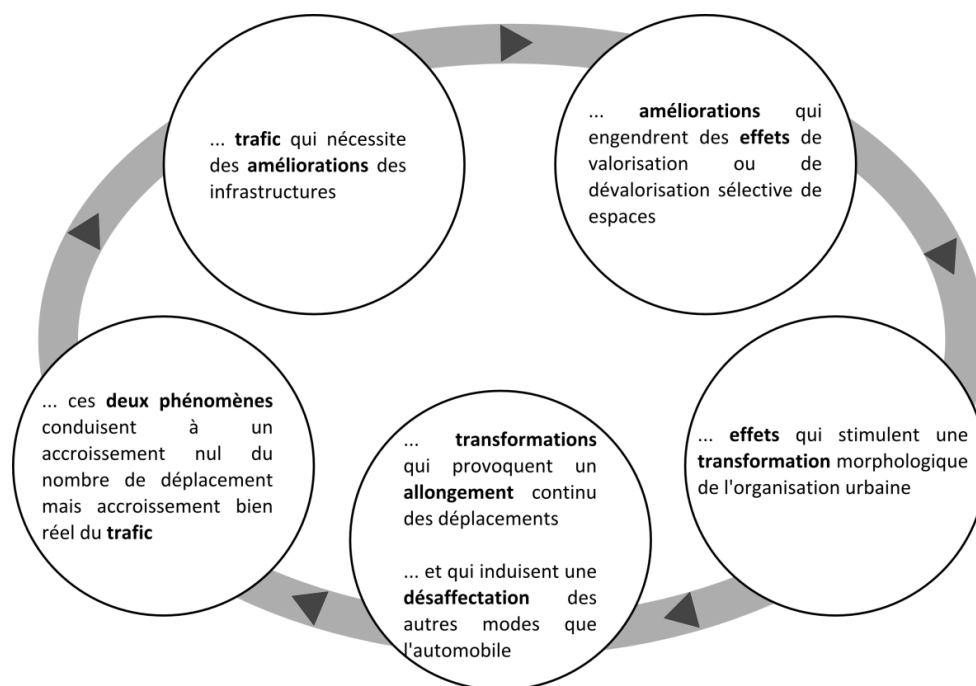 ... trafic qui nécessite
des améliorations des
infrastructures
... améliorations qui
engendrent des effets de
valorisation ou de
dévalorisation sélective de
espaces
... effets qui stimulent une
transformation morphologique
de l'organisation urbaine
... transformations
qui provoquent un
allongement continu
des déplacements
... et qui induisent une
désaffectation des
autres modes que
l'automobile
... ces deux phénomènes
conduisent à un
accroissement nul du
nombre de déplacement
mais accroissement bien
réel du trafic